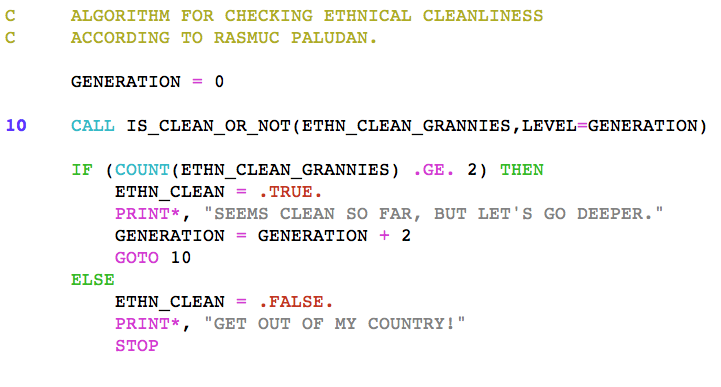 C ALGORITHM FOR CHECKING ETHNICAL CLEANLINESS
C ACCORDING TO RASMUC PALUDAN.
GENERATION = 0
10 CALL IS_CLEAN_OR_NOT(ETHN_CLEAN_GRANNIES,LEVEL=GENERATION)
IF (COUNT(ETHN_CLEAN_GRANNIES) .GE. 2) THEN
ETHN_CLEAN = .TRUE.
PRINT*, "SEEMS CLEAN SO FAR, BUT LET'S GO DEEPER."
GENERATION = GENERATION + 2
GOTO 10
ELSE
ETHN_CLEAN = .FALSE.
PRINT*, "GET OUT OF MY COUNTRY!"
STOP